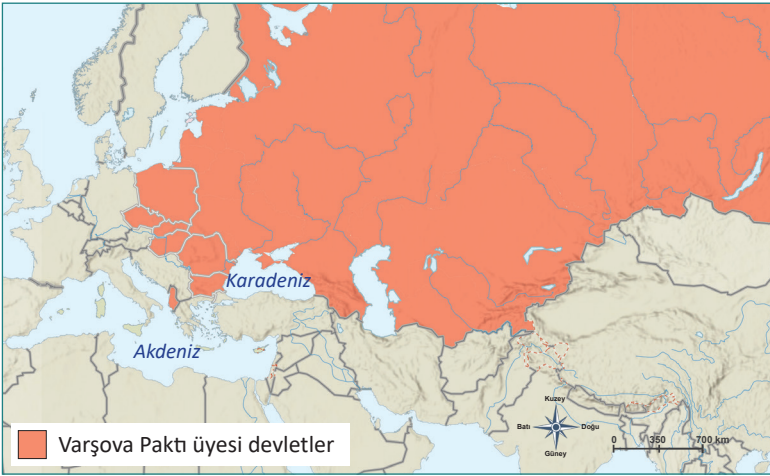 Karadeniz
Akdeniz
Kuzey
Batı
Doğu
Güney
0 350 700 km
Varşova Paktı üyesi devletler